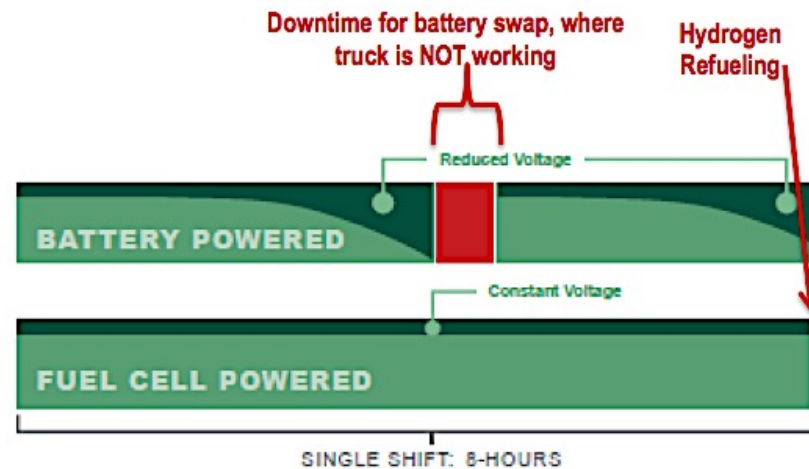 Downtime for battery swap, where
truck is NOT working
Hydrogen
Refueling
Reduced Voltage
BATTERY POWERED
Constant Voltage
FUEL CELL POWERED
SINGLE SHIFT: 8-HOURS